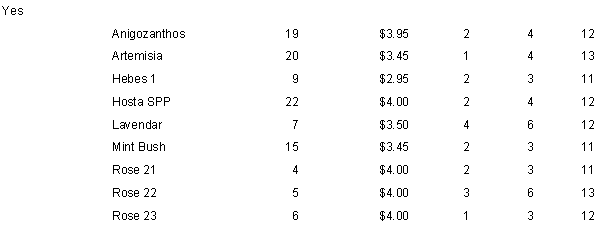 Yes
Anigozanthos 19 $3.95 2 4 12
Artemisia 20 $3.45 1 4 13
Hebes 1 9 $2.95 2 3 11
Hosta SPP 22 $4.00 2 4 12
Lavendar 7 $3.50 4 6 12
Mint Bush 15 $3.45 2 3 11
Rose 21 4 $4.00 2 3 11
Rose 22 5 $4.00 3 6 13
Rose 23 6 $4.00 1 3 12